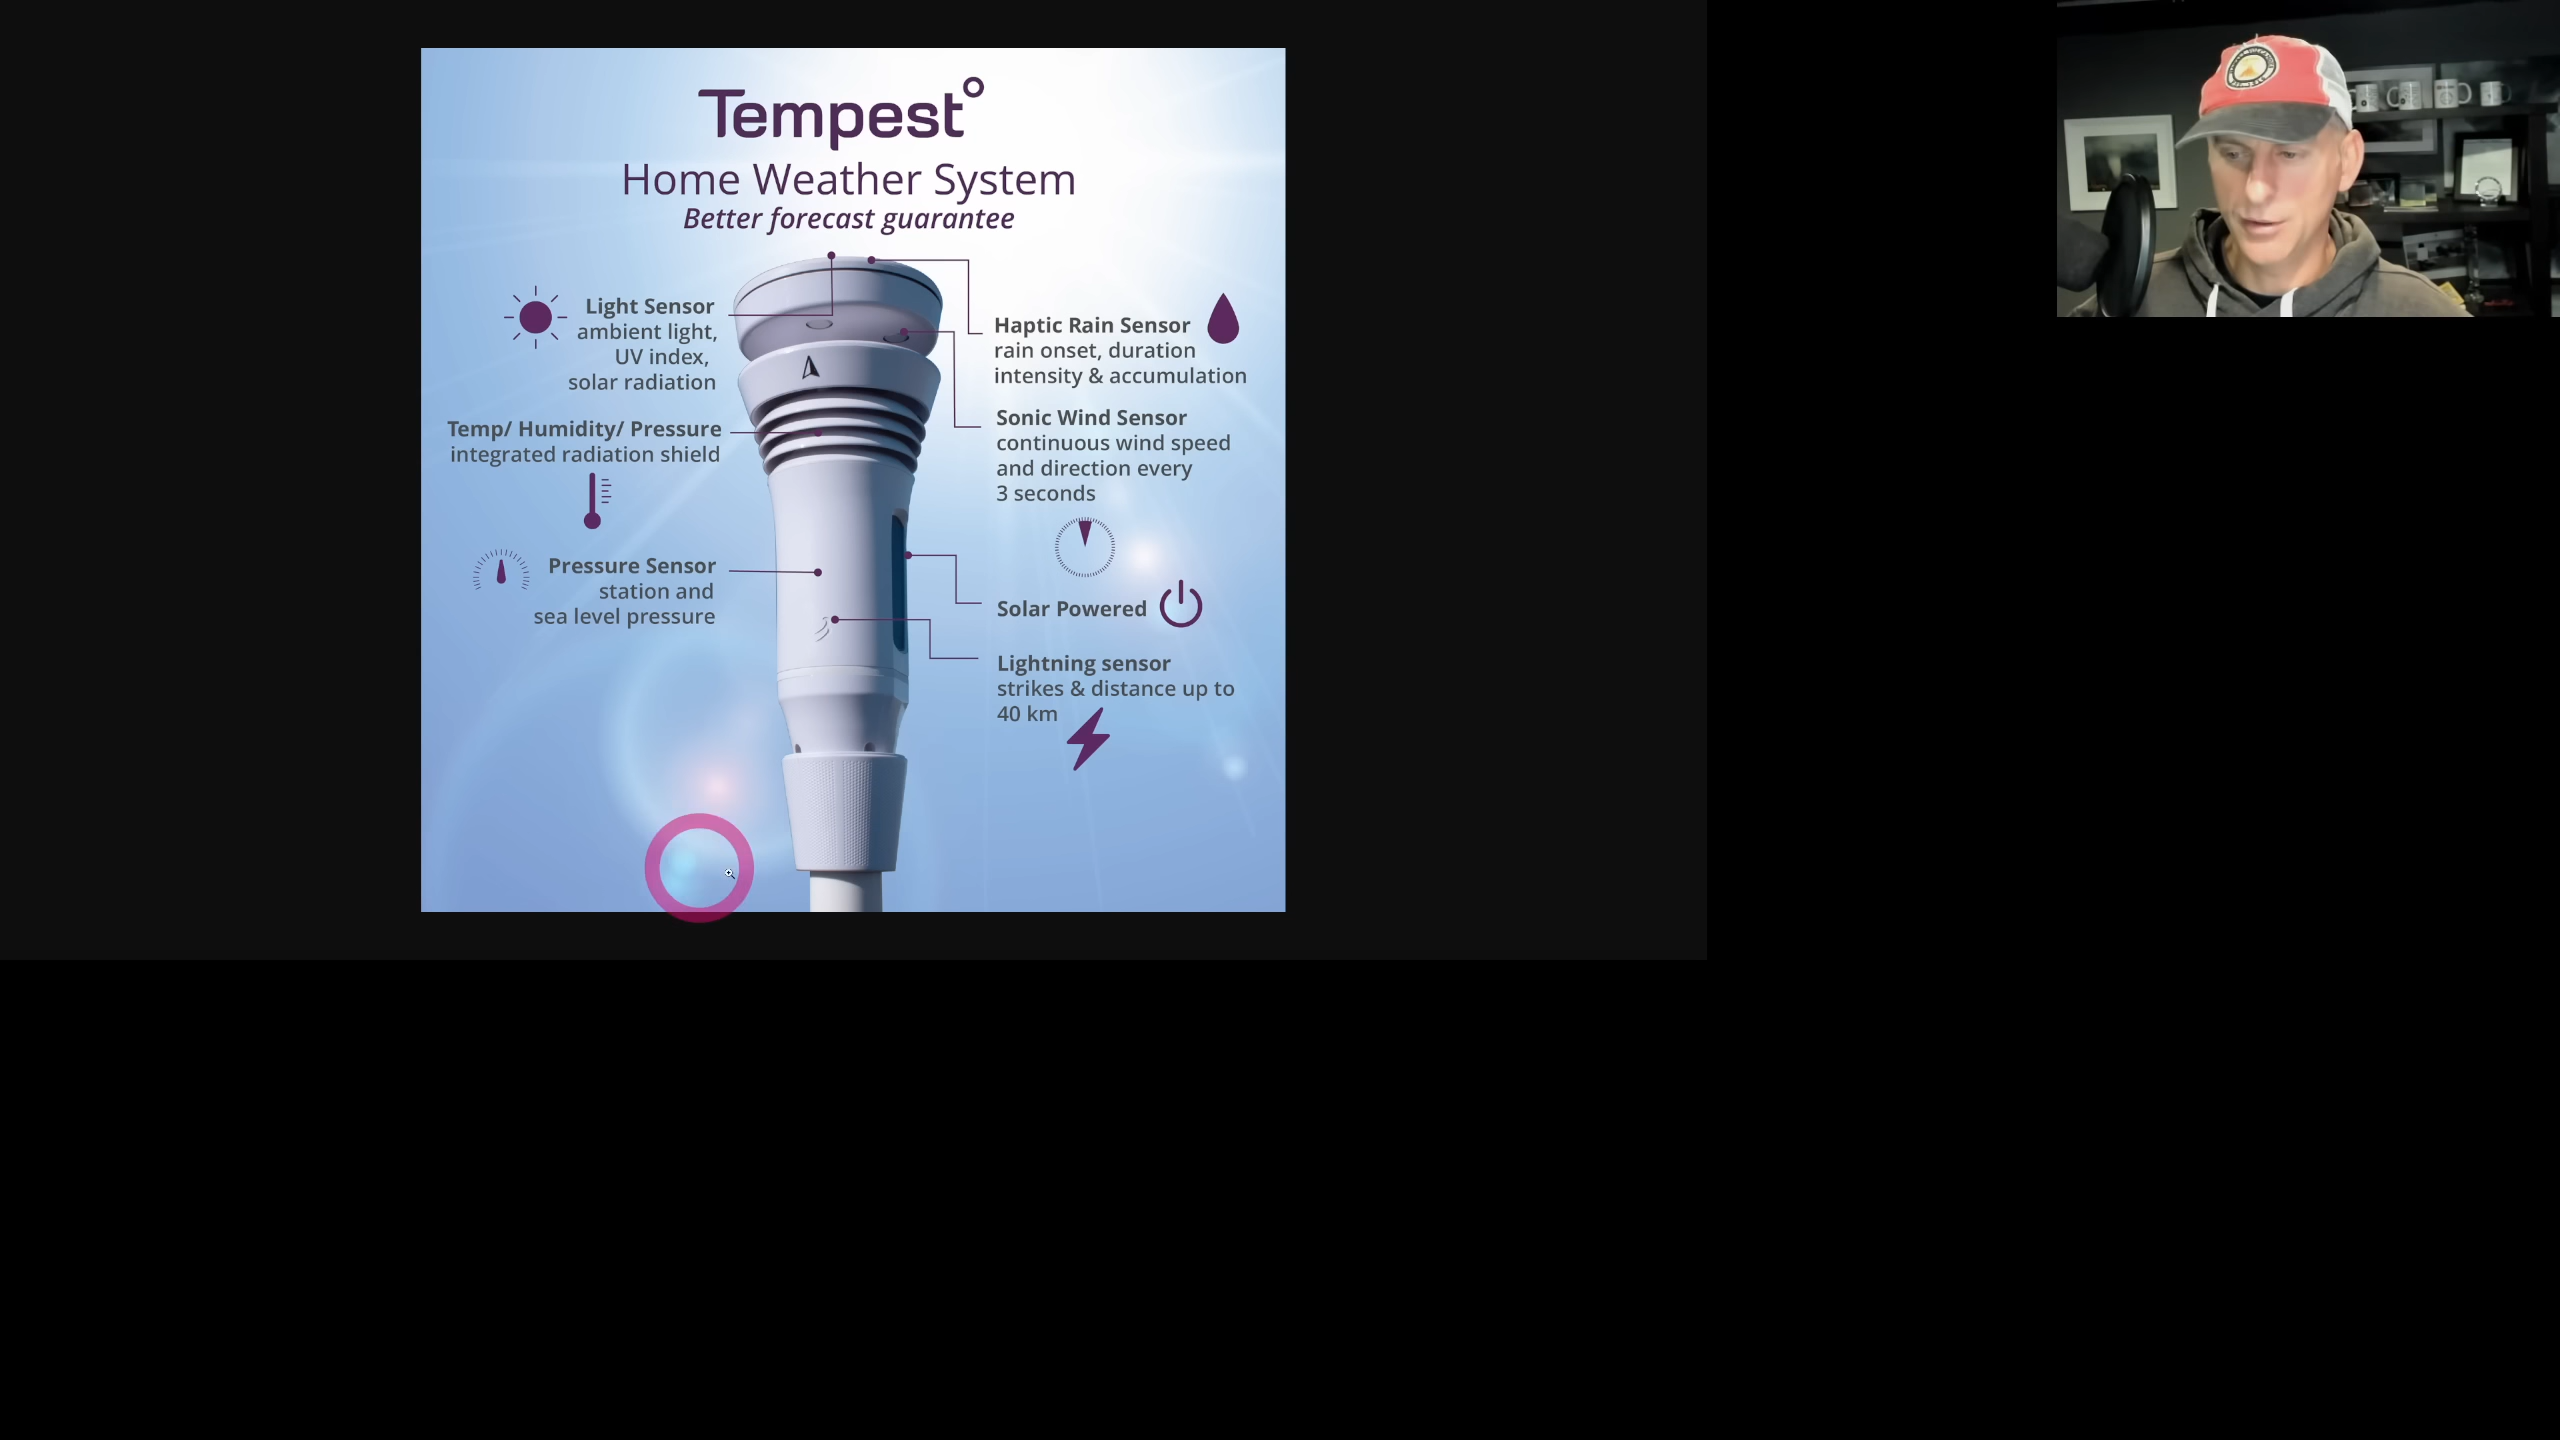 Tempest
Home Weather System
Better forecast guarantee
Light Sensor
ambient light,
UV index,
solar radiation
Temp/ Humidity/ Pressure
integrated radiation shield
Pressure Sensor
station and
sea level pressure
Haptic Rain Sensor
rain onset, duration
intensity & accumulation
Sonic Wind Sensor
continuous wind speed
and direction every
3 seconds
Solar Powered
Lightning sensor
strikes & distance up to
40 km